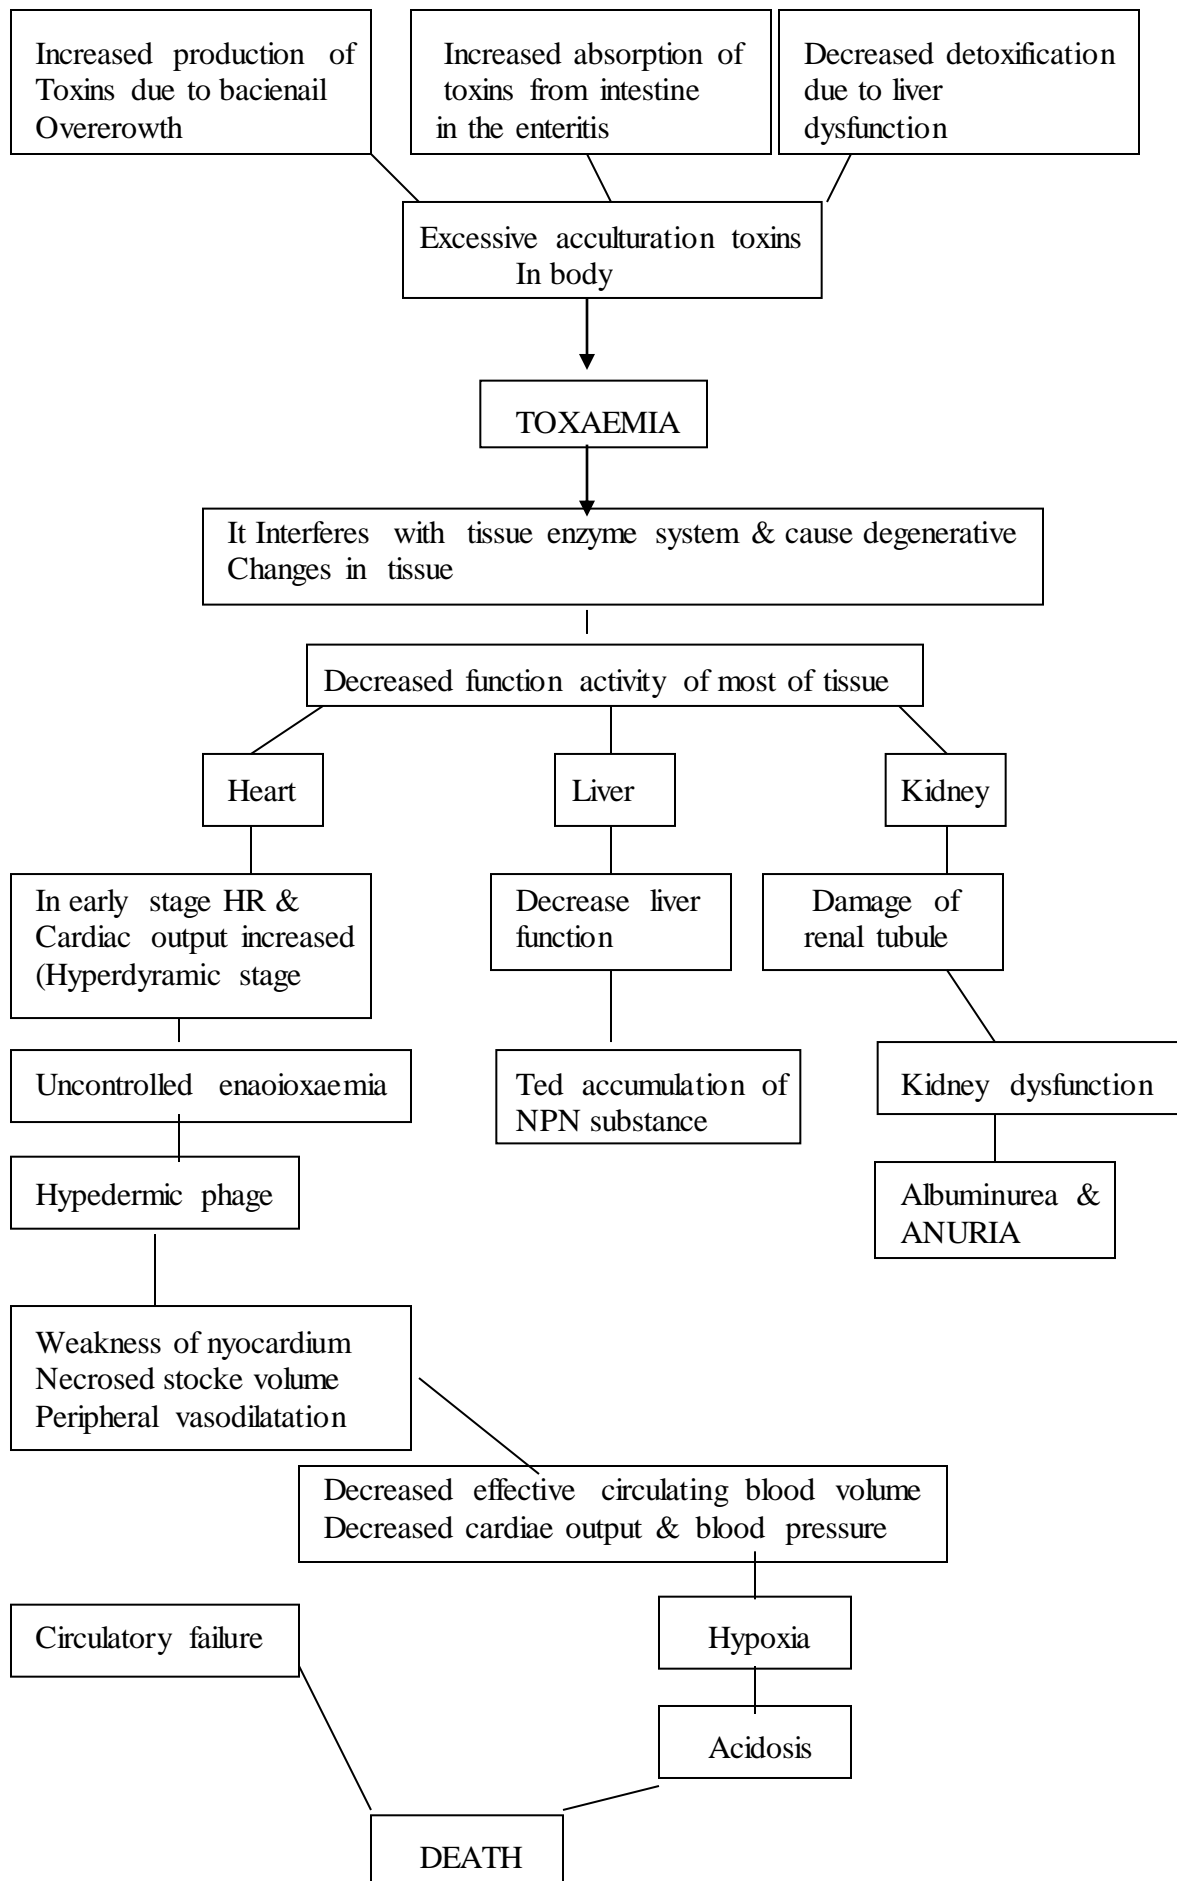 Increased production of
Toxins due to bacienail
Overerowth
Increased absorption of
toxins from intestine
in the enteritis
Decreased detoxification
due to liver
dysfunction
Excessive acculturation toxins
In body
TOXAEMIA
It Interferes with tissue enzyme system & cause degenerative
Changes in tissue
Decreased function activity of most of tissue
Heart
Liver
Kidney
In early stage HR &
Cardiac output increased
(Hyperdyramic stage
Decrease liver
function
Damage of
renal tubule
Uncontrolled enaoioxaemia
Ted accumulation of
NPN substance
Kidney dysfunction
Hypedermic phage
Albuminurea &
ANURIA
Weakness of nyocardium
Necrosed stocke volume
Peripheral vasodilatation
Decreased effective circulating blood volume
Decreased cardiae output & blood pressure
Circulatory failure
Hypoxia
Acidosis
DEATH